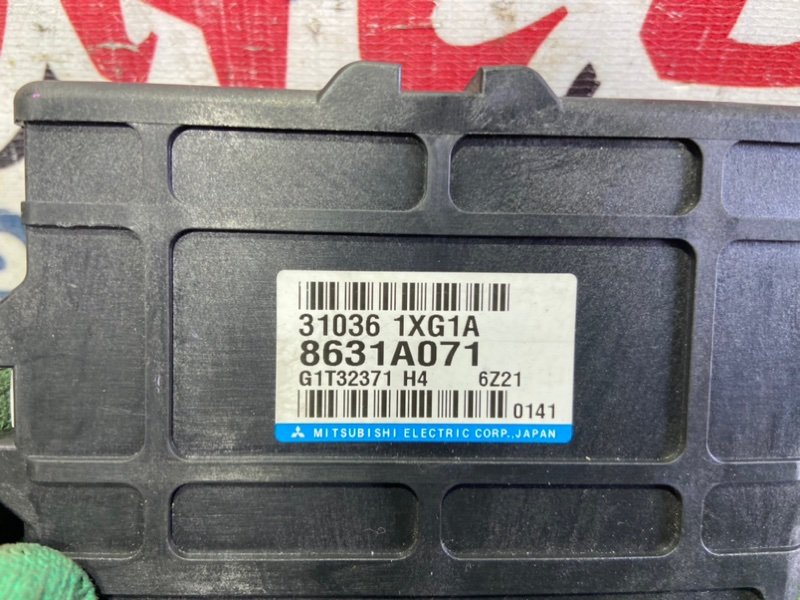 31036 1XG1A
8631A071
G1T32371 H4 6Z21
0141
MITSUBISHI ELECTRIC CORP., JAPAN